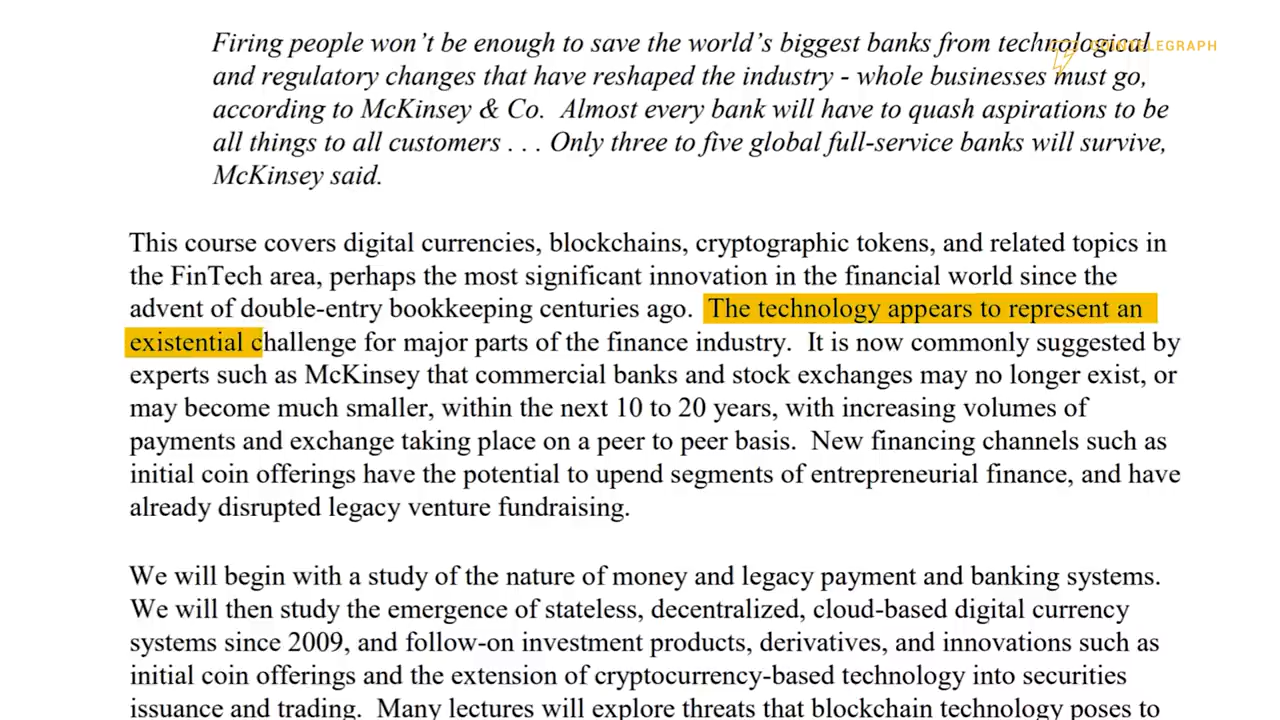 Firing people won't be enough to save the world's biggest banks from technological
COINTELEGRAPH
and regulatory changes that have reshaped the industry - whole businesses must go,
according to McKinsey & Co.  Almost every bank will have to quash aspirations to be
all things to all customers . . . Only three to five global full-service banks will survive,
McKinsey said.
This course covers digital currencies, blockchains, cryptographic tokens, and related topics in
the FinTech area, perhaps the most significant innovation in the financial world since the
advent of double-entry bookkeeping centuries ago.  The technology appears to represent an
existential challenge for major parts of the finance industry.  It is now commonly suggested by
experts such as McKinsey that commercial banks and stock exchanges may no longer exist, or
may become much smaller, within the next 10 to 20 years, with increasing volumes of
payments and exchange taking place on a peer to peer basis.  New financing channels such as
initial coin offerings have the potential to upend segments of entrepreneurial finance, and have
already disrupted legacy venture fundraising.
We will begin with a study of the nature of money and legacy payment and banking systems.
We will then study the emergence of stateless, decentralized, cloud-based digital currency
systems since 2009, and follow-on investment products, derivatives, and innovations such as
initial coin offerings and the extension of cryptocurrency-based technology into securities
issuance and trading.  Many lectures will explore threats that blockchain technology poses to